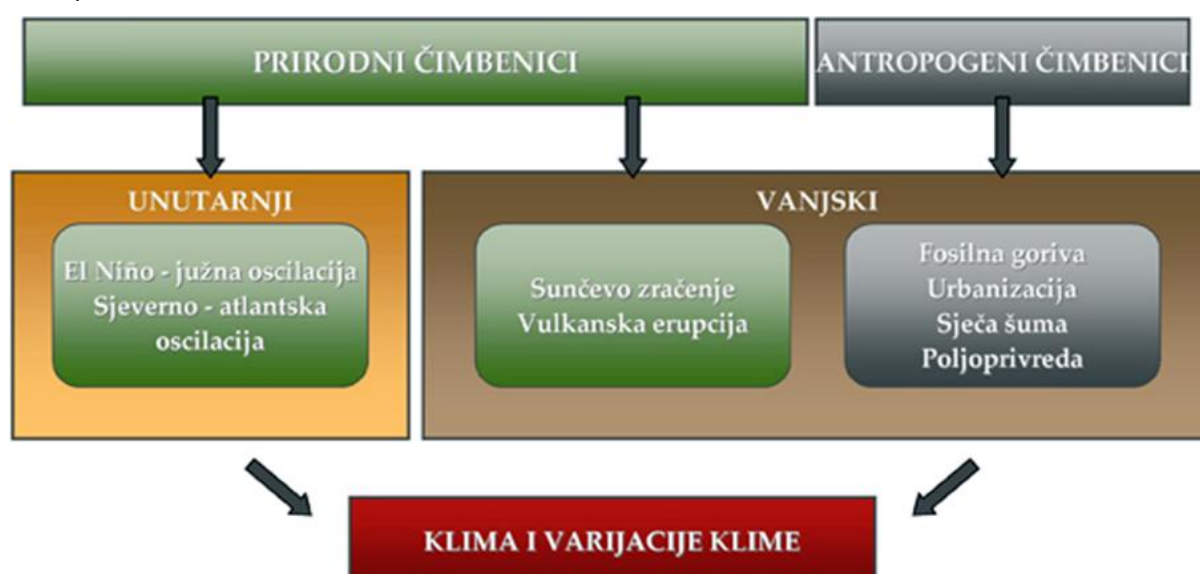 PRIRODNI ČIMBENICI
ANTROPOGENI ČIMBENICI
UNUTARNJI
El Niño - južna oscilacija
Sjeverno - atlantska
oscilacija
VANJSKI
Sunčevo zračenje
Vulkanska erupcija
Fosilna goriva
Urbanizacija
Sječa šuma
Poljoprivreda
KLIMA I VARIJACIJE KLIME